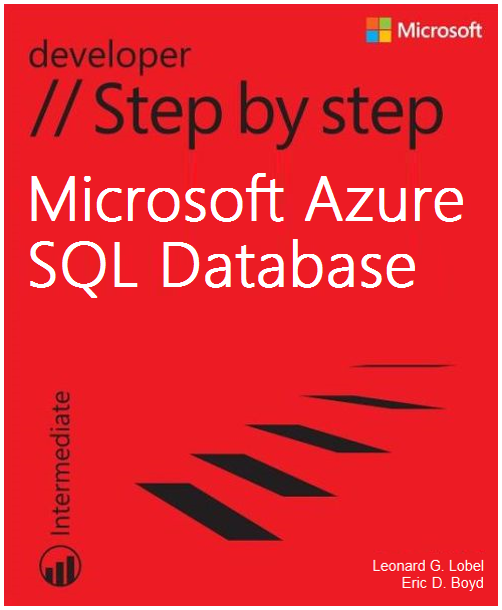 Microsoft
developer
// Step by step
Microsoft Azure
SQL Database
Intermediate
Leonard G. Lobel
Eric D. Boyd